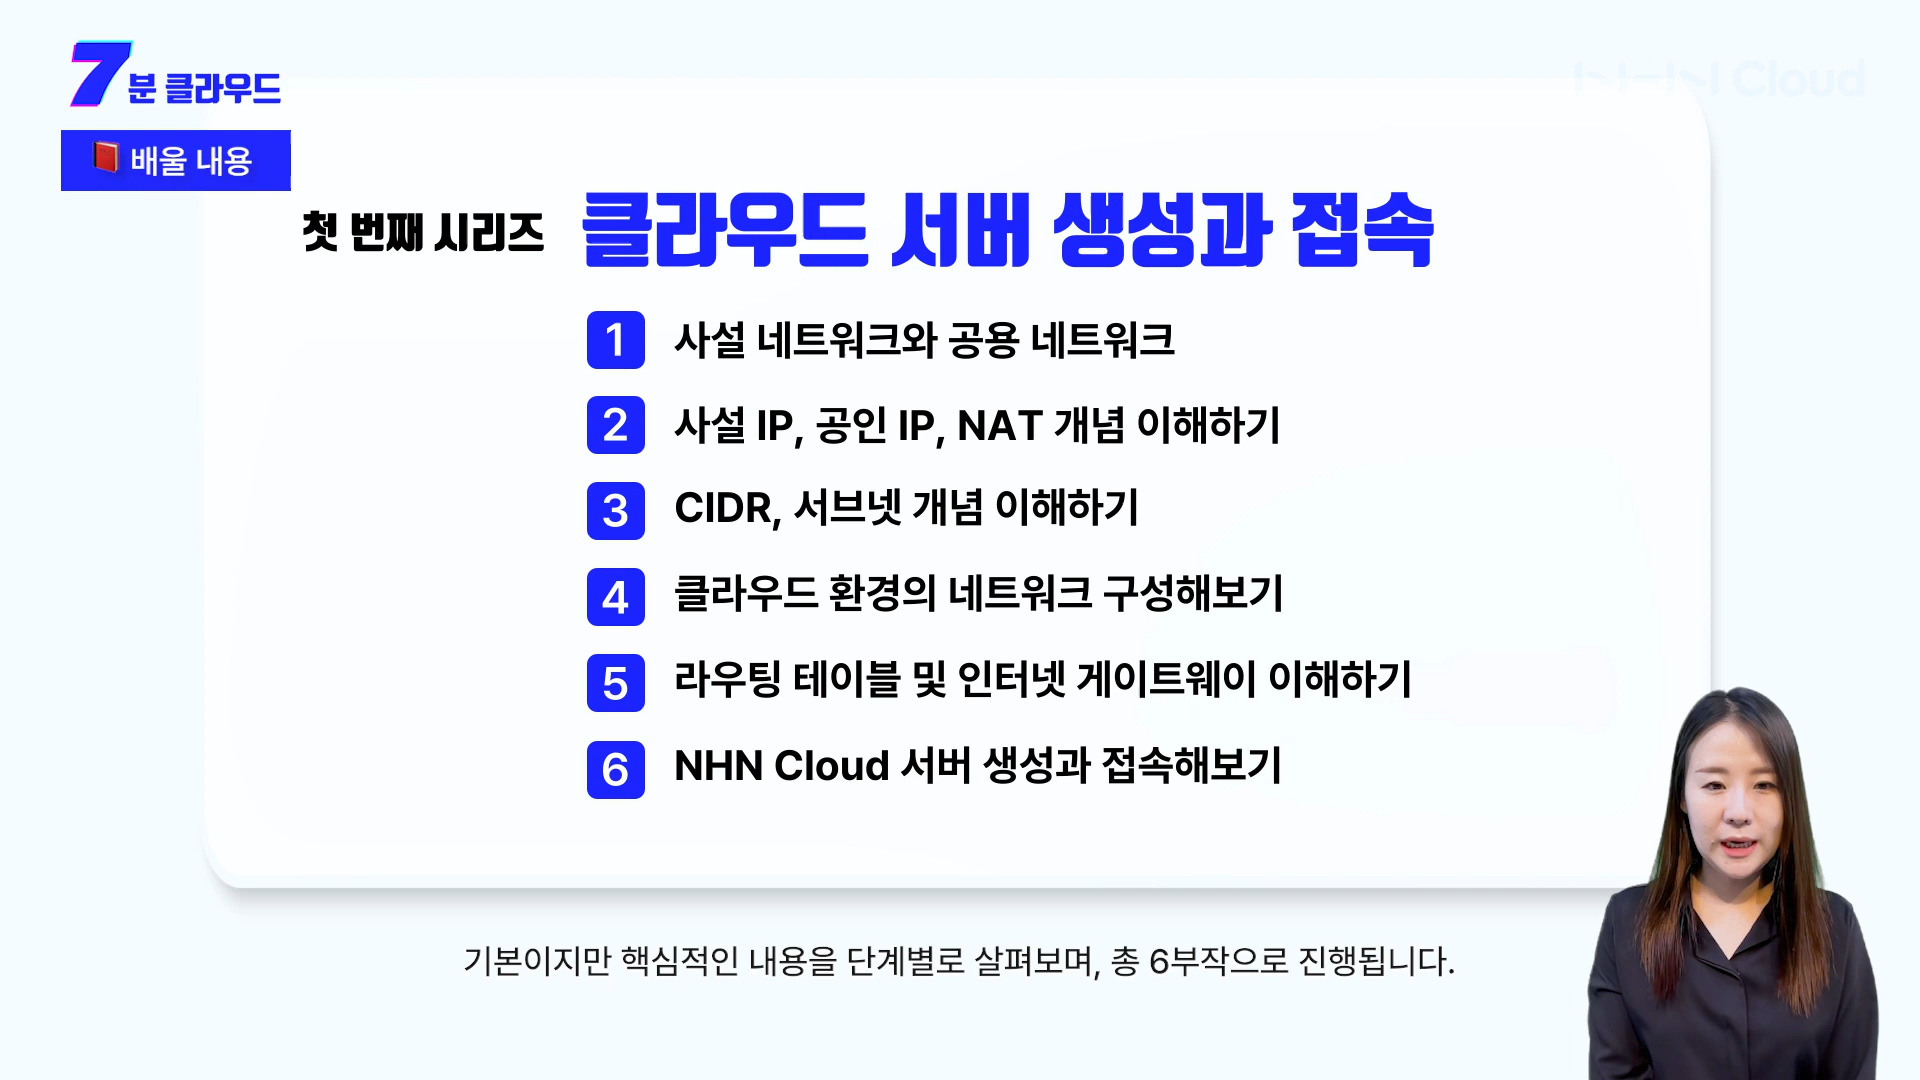 7분 클라우드
NHN Cloud
배울 내용
첫 번째 시리즈 클라우드 서버 생성과 접속
1 사설 네트워크와 공용 네트워크
2 사설 IP, 공인 IP, NAT 개념 이해하기
3 CIDR, 서브넷 개념 이해하기
4 클라우드 환경의 네트워크 구성해보기
5 라우팅 테이블 및 인터넷 게이트웨이 이해하기
6 NHN Cloud 서버 생성과 접속해보기
기본이지만 핵심적인 내용을 단계별로 살펴보며, 총 6부작으로 진행됩니다.